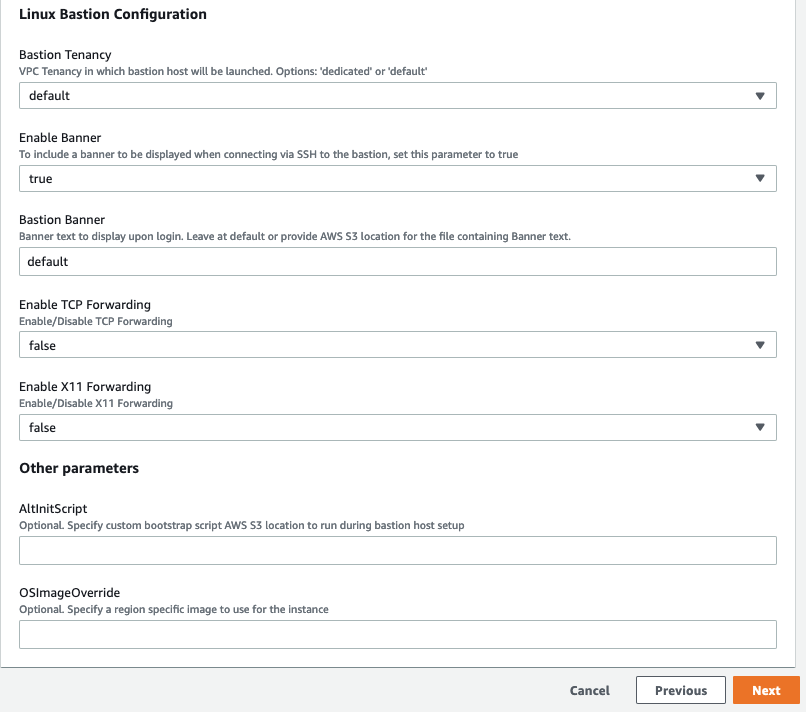 Linux Bastion Configuration
Bastion Tenancy
VPC Tenancy in which bastion host will be launched. Options: 'dedicated' or 'default'
default
Enable Banner
To include a banner to be displayed when connecting via SSH to the bastion, set this parameter to true
true
Bastion Banner
Banner text to display upon login. Leave at default or provide AWS S3 location for the file containing Banner text.
default
Enable TCP Forwarding
Enable/Disable TCP Forwarding
false
Enable X11 Forwarding
Enable/Disable X11 Forwarding
false
Other parameters
AltInitScript
Optional. Specify custom bootstrap script AWS S3 location to run during bastion host setup
OSImageOverride
Optional. Specify a region specific image to use for the instance
Cancel Previous Next